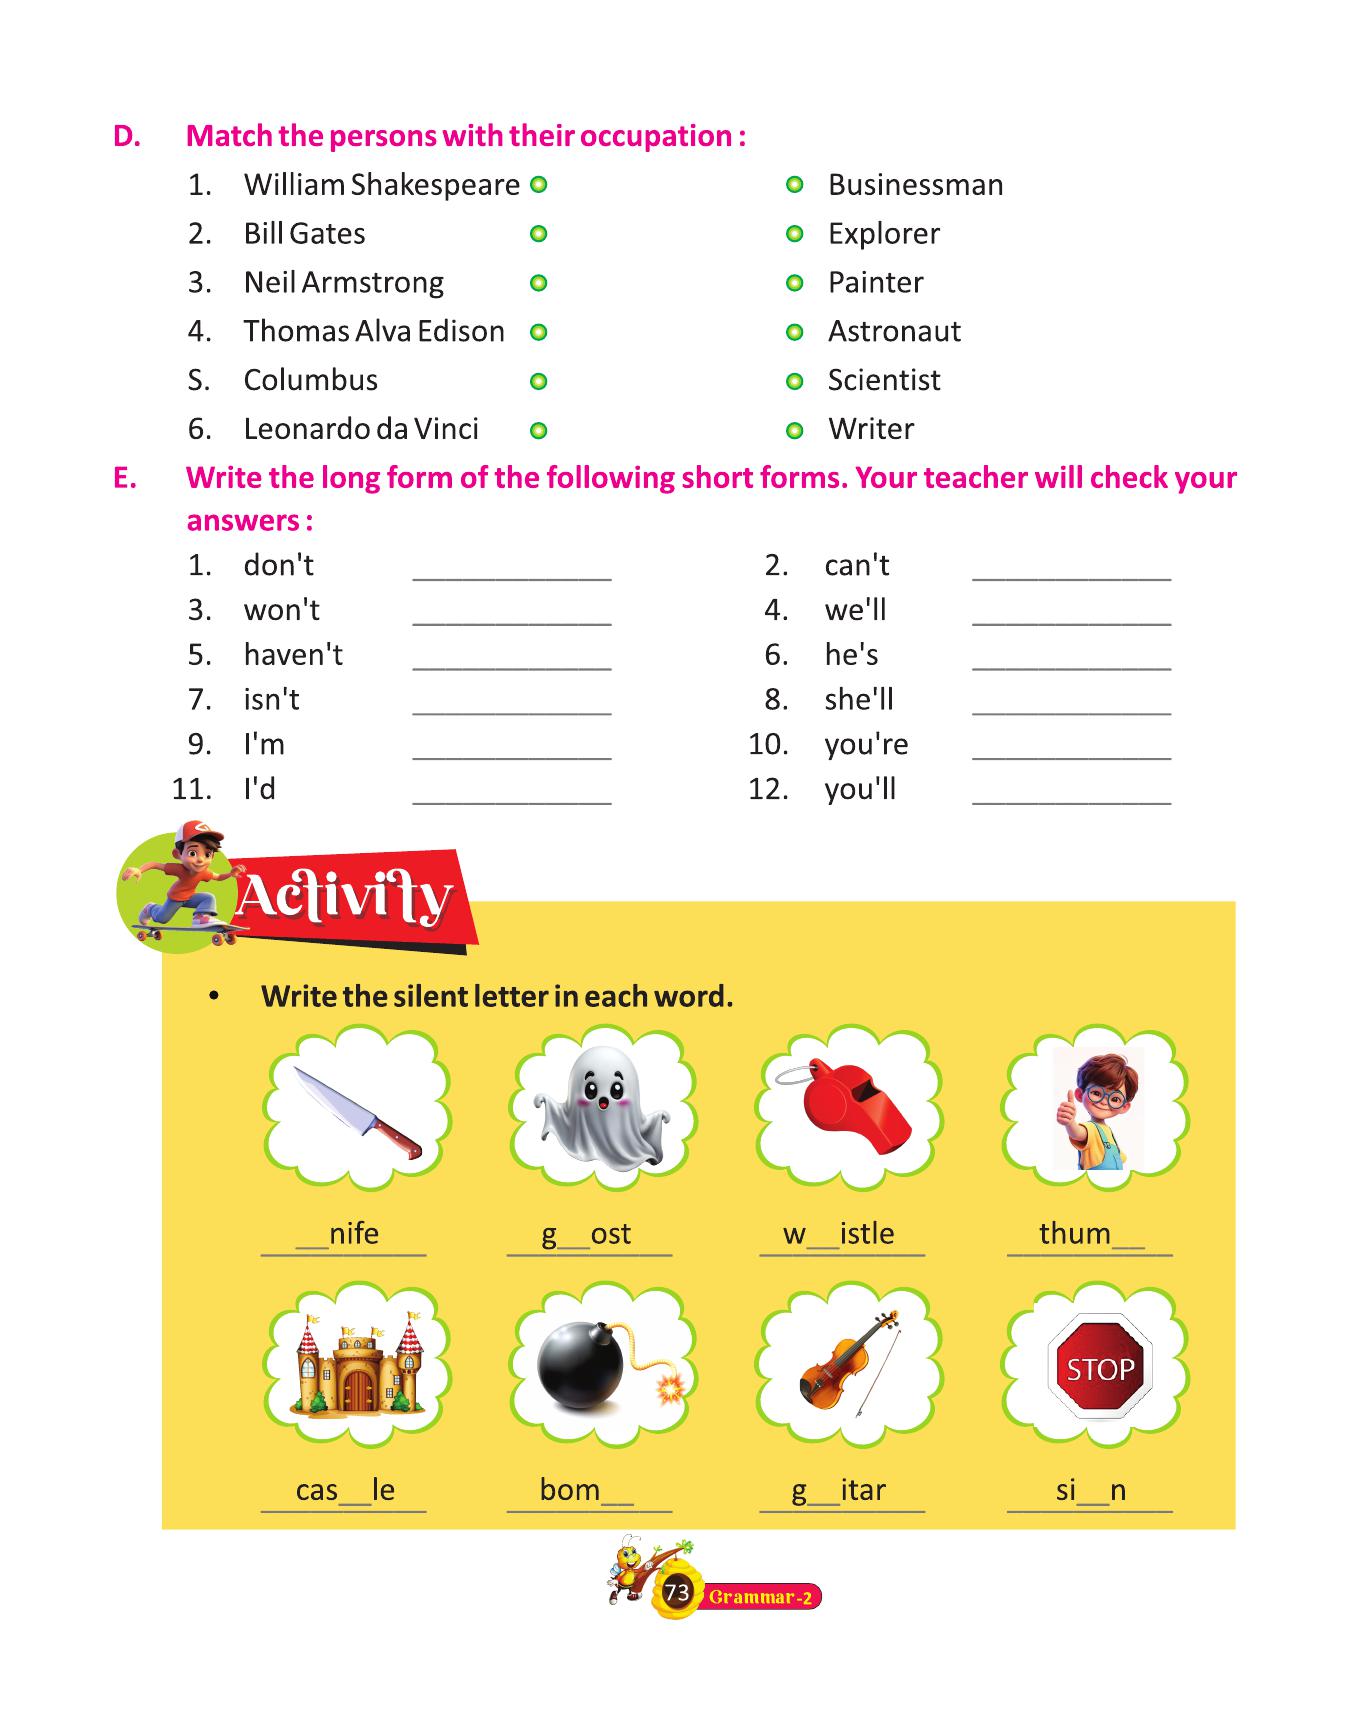 D. Match the persons with their occupation :
1. William Shakespeare Businessman
2. Bill Gates Explorer
3. Neil Armstrong Painter
4. Thomas Alva Edison Astronaut
S. Columbus Scientist
6. Leonardo da Vinci Writer
E. Write the long form of the following short forms. Your teacher will check your
answers :
1. don't ____________ 2. can't ____________
3. won't ____________ 4. we'll ____________
5. haven't ____________ 6. he's ____________
7. isn't ____________ 8. she'll ____________
9. I'm ____________ 10. you're ____________
11. I'd ____________ 12. you'll ____________
Activity
• Write the silent letter in each word.
__nife g__ost w__istle thum__
STOP
cas__le bom__ g__itar si__n
73 Grammar-2